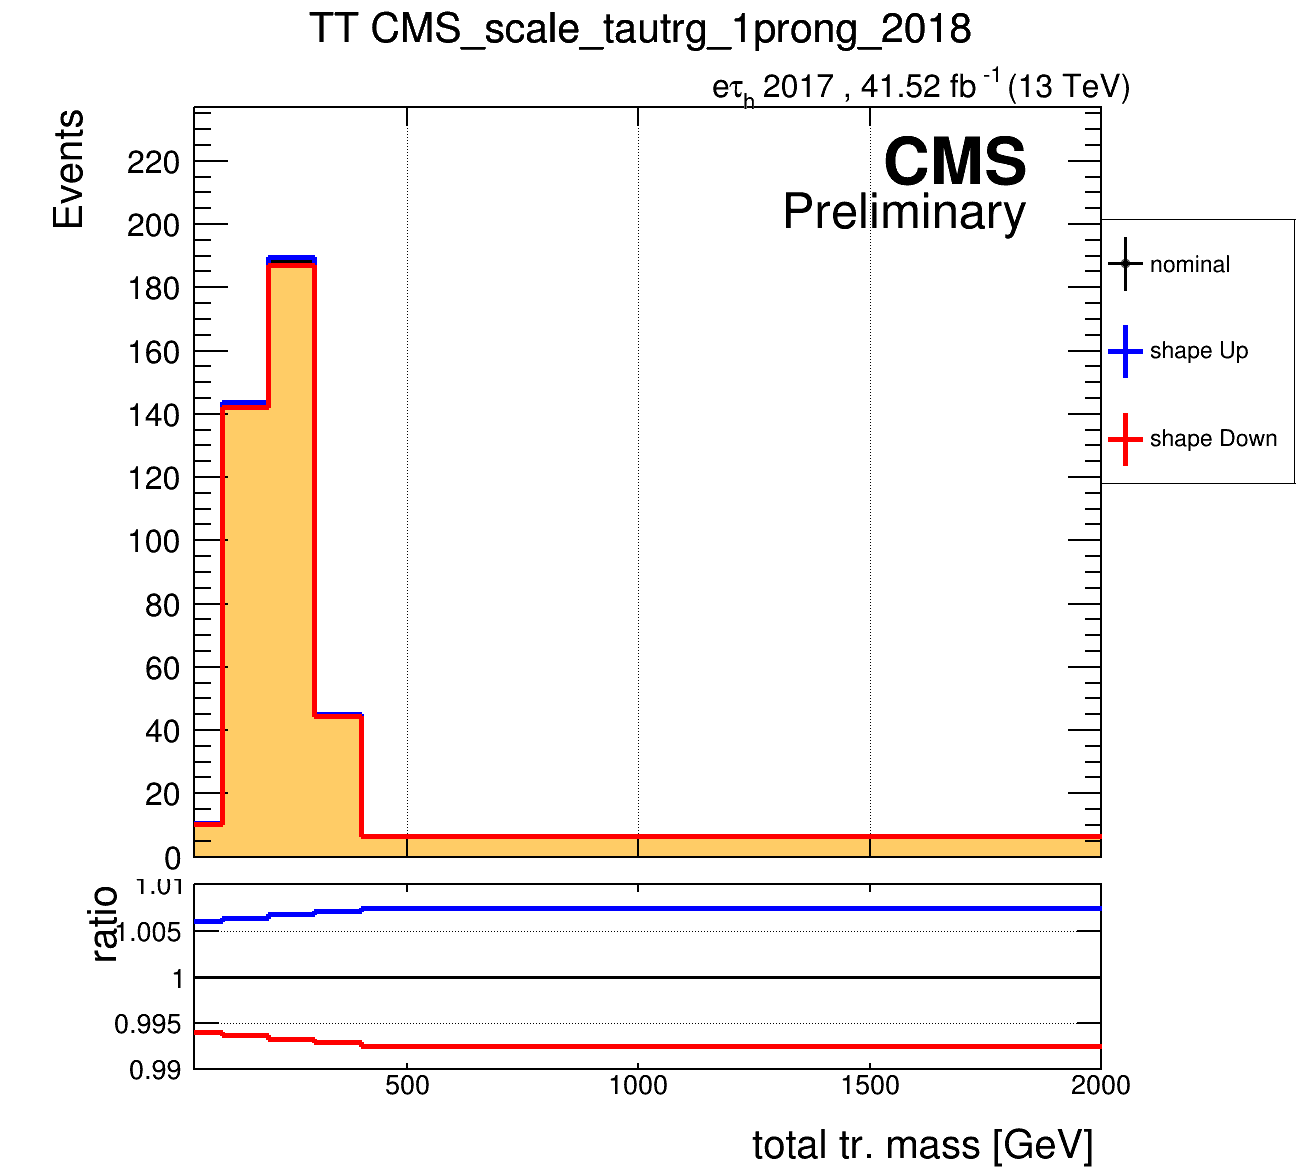 TT CMS_scale_tautrg_1prong_2018
eτh 2017 , 41.52 fb -1 (13 TeV)
Events
CMS
Preliminary
220
200
180
160
140
120
100
80
60
40
20
0
nominal
shape Up
shape Down
ratio
1.01
1.005
1
0.995
0.99
500 1000 1500 2000
total tr. mass [GeV]